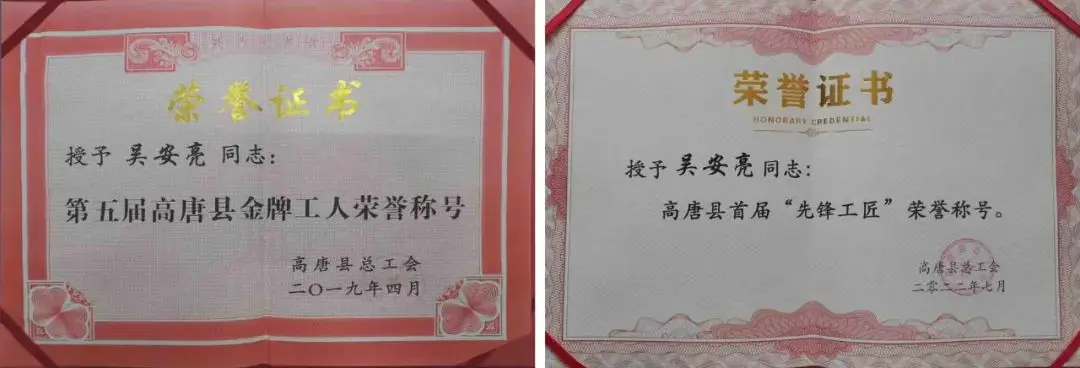 荣誉证书
授予 吴安亮 同志：
第五届高唐县金牌工人荣誉称号
高唐县总工会
二〇一九年四月
荣誉证书
HONORARY CREDENTIAL
授予 吴安亮 同志：
高唐县首届“先锋工匠”荣誉称号。
高唐县总工会
二零二二年七月